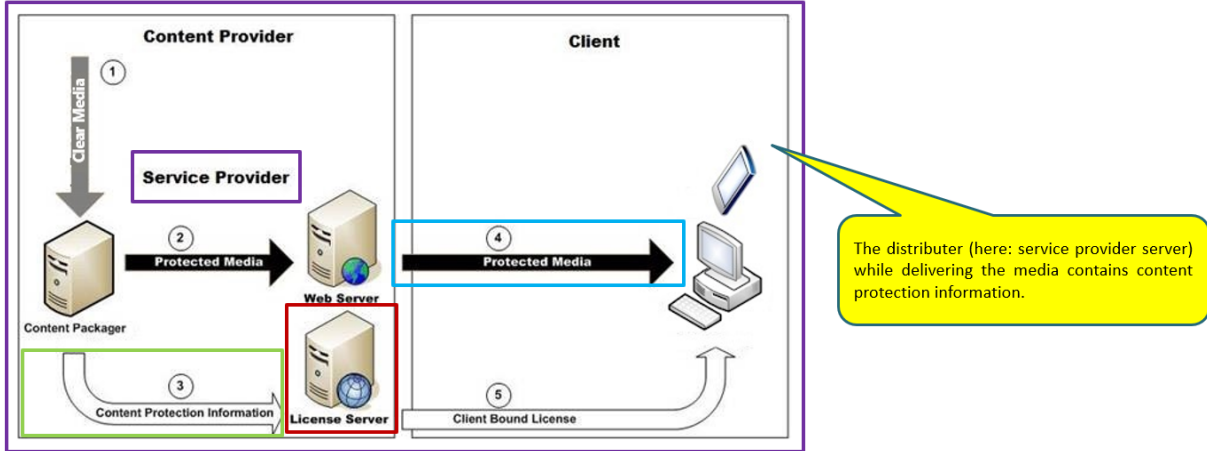 Content Provider
Client
1
Clear Media
Service Provider
2
Protected Media
4
Protected Media
Web Server
Content Packager
3
Content Protection Information
License Server
5
Client Bound License
The distributer (here: service provider server)
while delivering the media contains content
protection information.